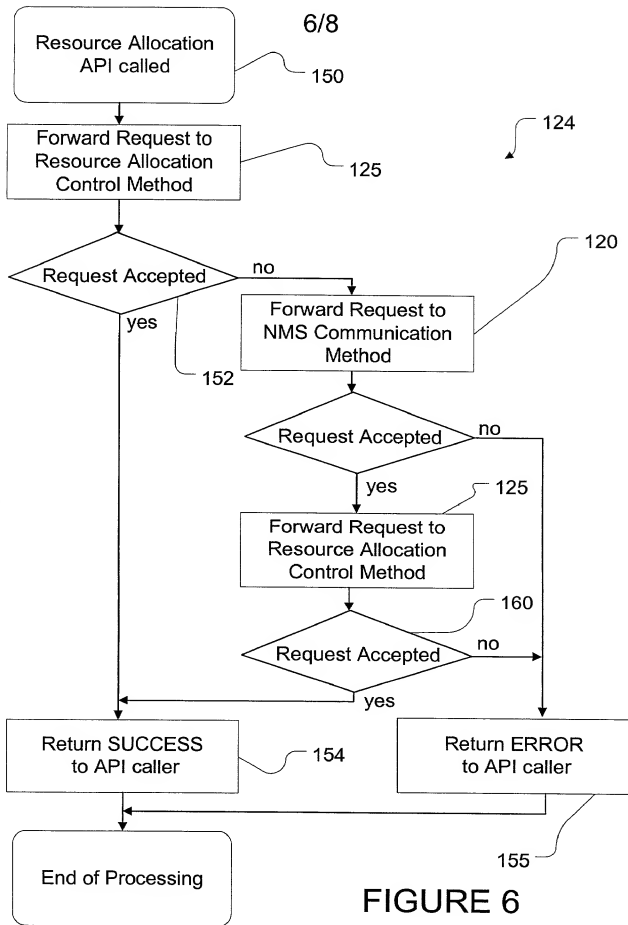 6/8
Resource Allocation
API called
150
124
Forward Request to
Resource Allocation
Control Method
125
120
Request Accepted
no
yes
152
Forward Request to
NMS Communication
Method
Request Accepted
no
yes
125
Forward Request to
Resource Allocation
Control Method
160
Request Accepted
no
yes
Return SUCCESS
to API caller
154
Return ERROR
to API caller
155
End of Processing
FIGURE 6